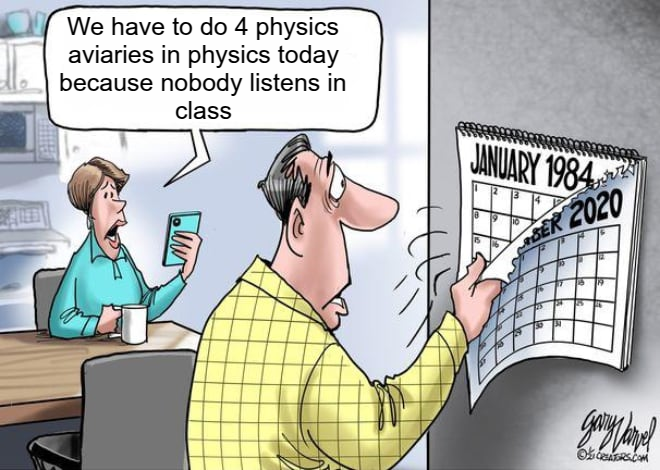 We have to do 4 physics
aviaries in physics today
because nobody listens in
class
JANUARY 1984
BER 2020
Gary Varvel
CREATORS.COM